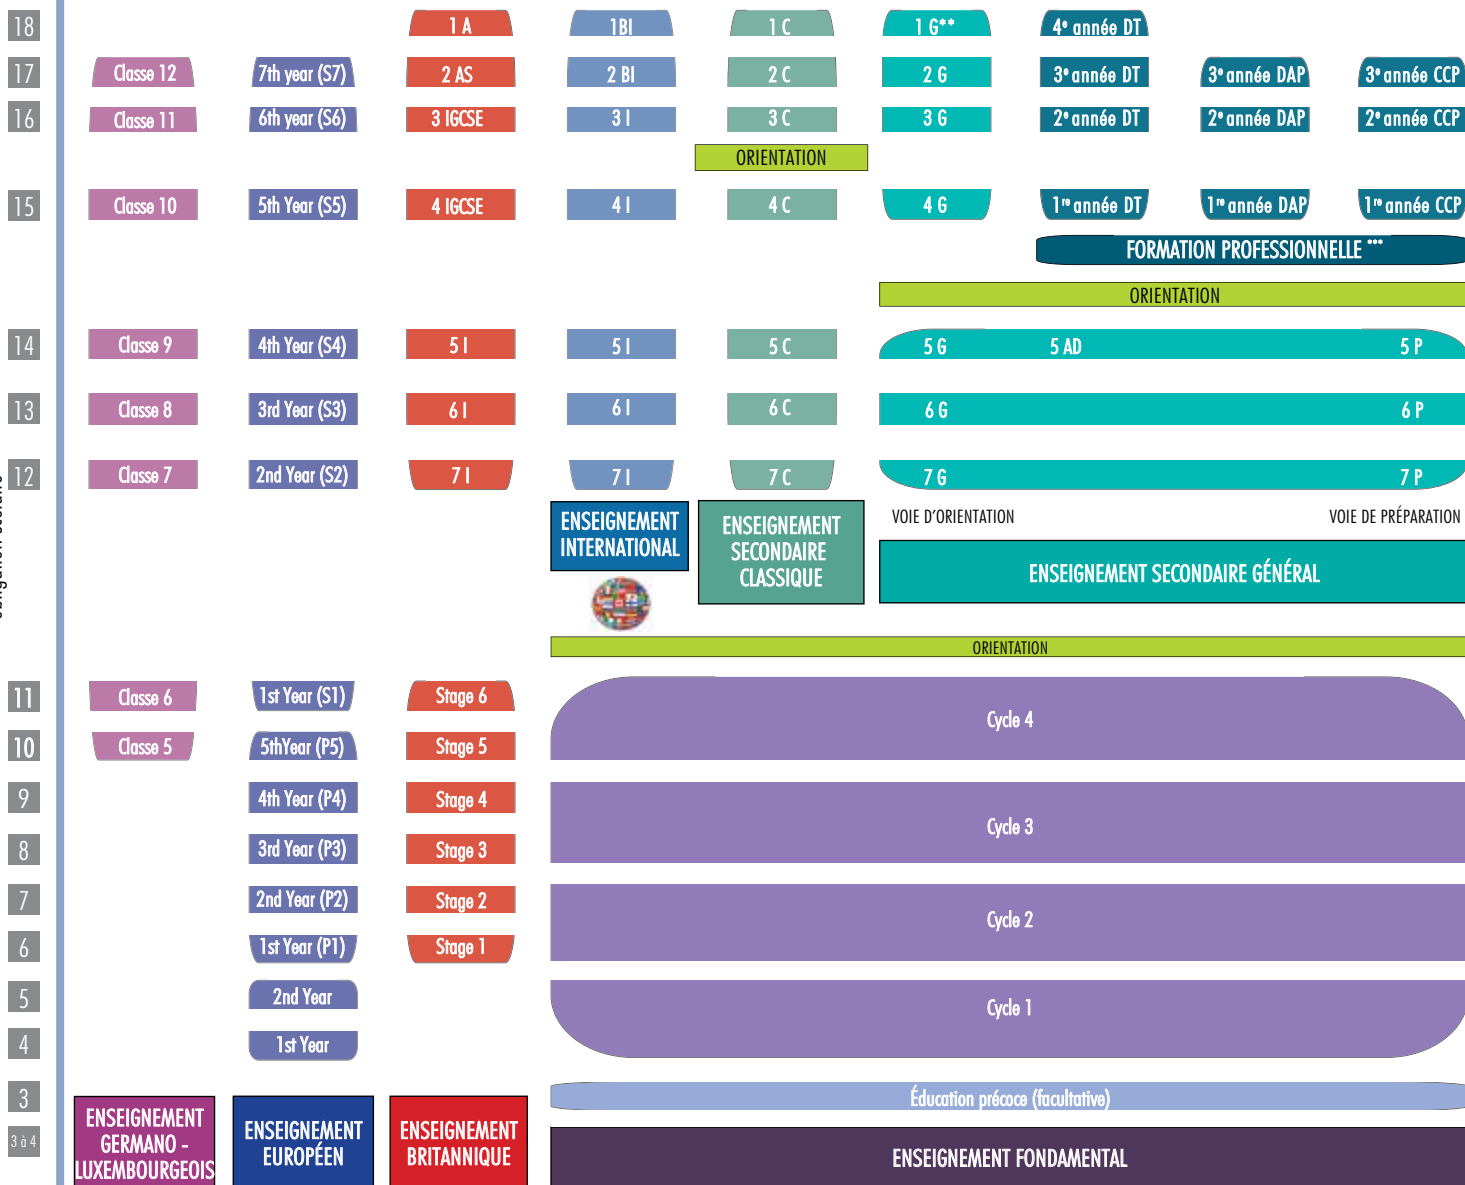 18 1 A 1BI 1 C 1 G** 4e année DT
17 Classe 12 7th year (S7) 2 AS 2 BI 2 C 2 G 3e année DT 3e année DAP 3e année CCP
16 Classe 11 6th year (S6) 3 IGCSE 3 I 3 C 3 G 2e année DT 2e année DAP 2e année CCP
ORIENTATION
15 Classe 10 5th Year (S5) 4 IGCSE 4 I 4 C 4 G 1re année DT 1re année DAP 1re année CCP
FORMATION PROFESSIONNELLE ***
ORIENTATION
14 Classe 9 4th Year (S4) 5 I 5 I 5 C 5 G 5 AD 5 P
13 Classe 8 3rd Year (S3) 6 I 6 I 6 C 6 G 6 P
12 Classe 7 2nd Year (S2) 7 I 7 I 7 C 7 G 7 P
ENSEIGNEMENT
INTERNATIONAL
ENSEIGNEMENT
SECONDAIRE
CLASSIQUE
VOIE D'ORIENTATION VOIE DE PRÉPARATION
ENSEIGNEMENT SECONDAIRE GÉNÉRAL
ORIENTATION
11 Classe 6 1st Year (S1) Stage 6
Cycle 4
10 Classe 5 5thYear (P5) Stage 5
9 4th Year (P4) Stage 4
Cycle 3
8 3rd Year (P3) Stage 3
7 2nd Year (P2) Stage 2
Cycle 2
6 1st Year (P1) Stage 1
5 2nd Year
Cycle 1
4 1st Year
3 Éducation précoce (facultative)
3 à 4
ENSEIGNEMENT
GERMANO -
LUXEMBOURGEOIS
ENSEIGNEMENT
EUROPÉEN
ENSEIGNEMENT
BRITANNIQUE
ENSEIGNEMENT FONDAMENTAL